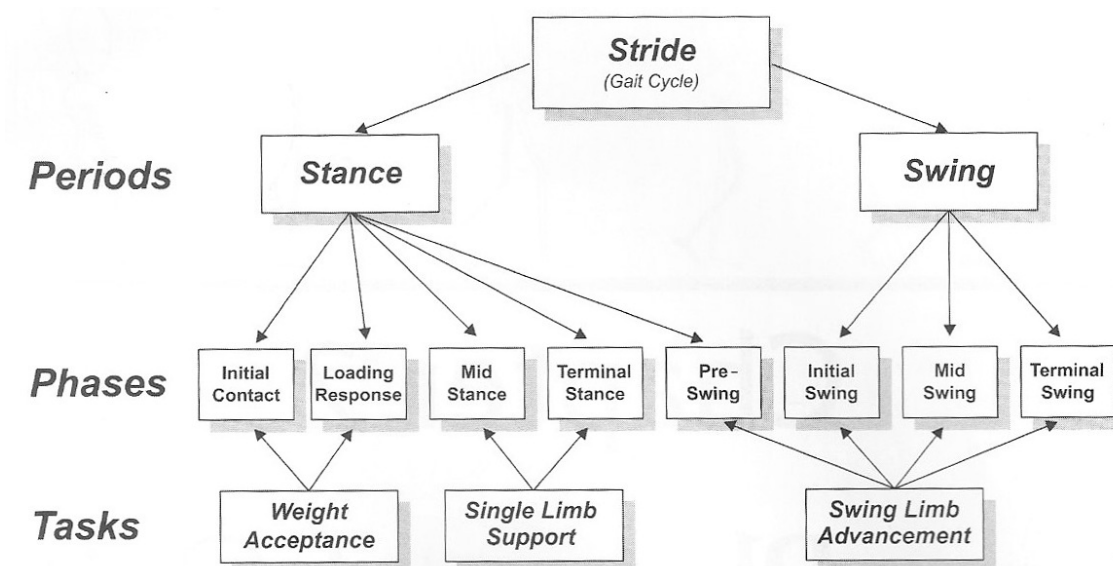 Stride
(Gait Cycle)
Periods
Stance
Swing
Phases
Initial
Contact
Loading
Response
Mid
Stance
Terminal
Stance
Pre-
Swing
Initial
Swing
Mid
Swing
Terminal
Swing
Tasks
Weight
Acceptance
Single Limb
Support
Swing Limb
Advancement